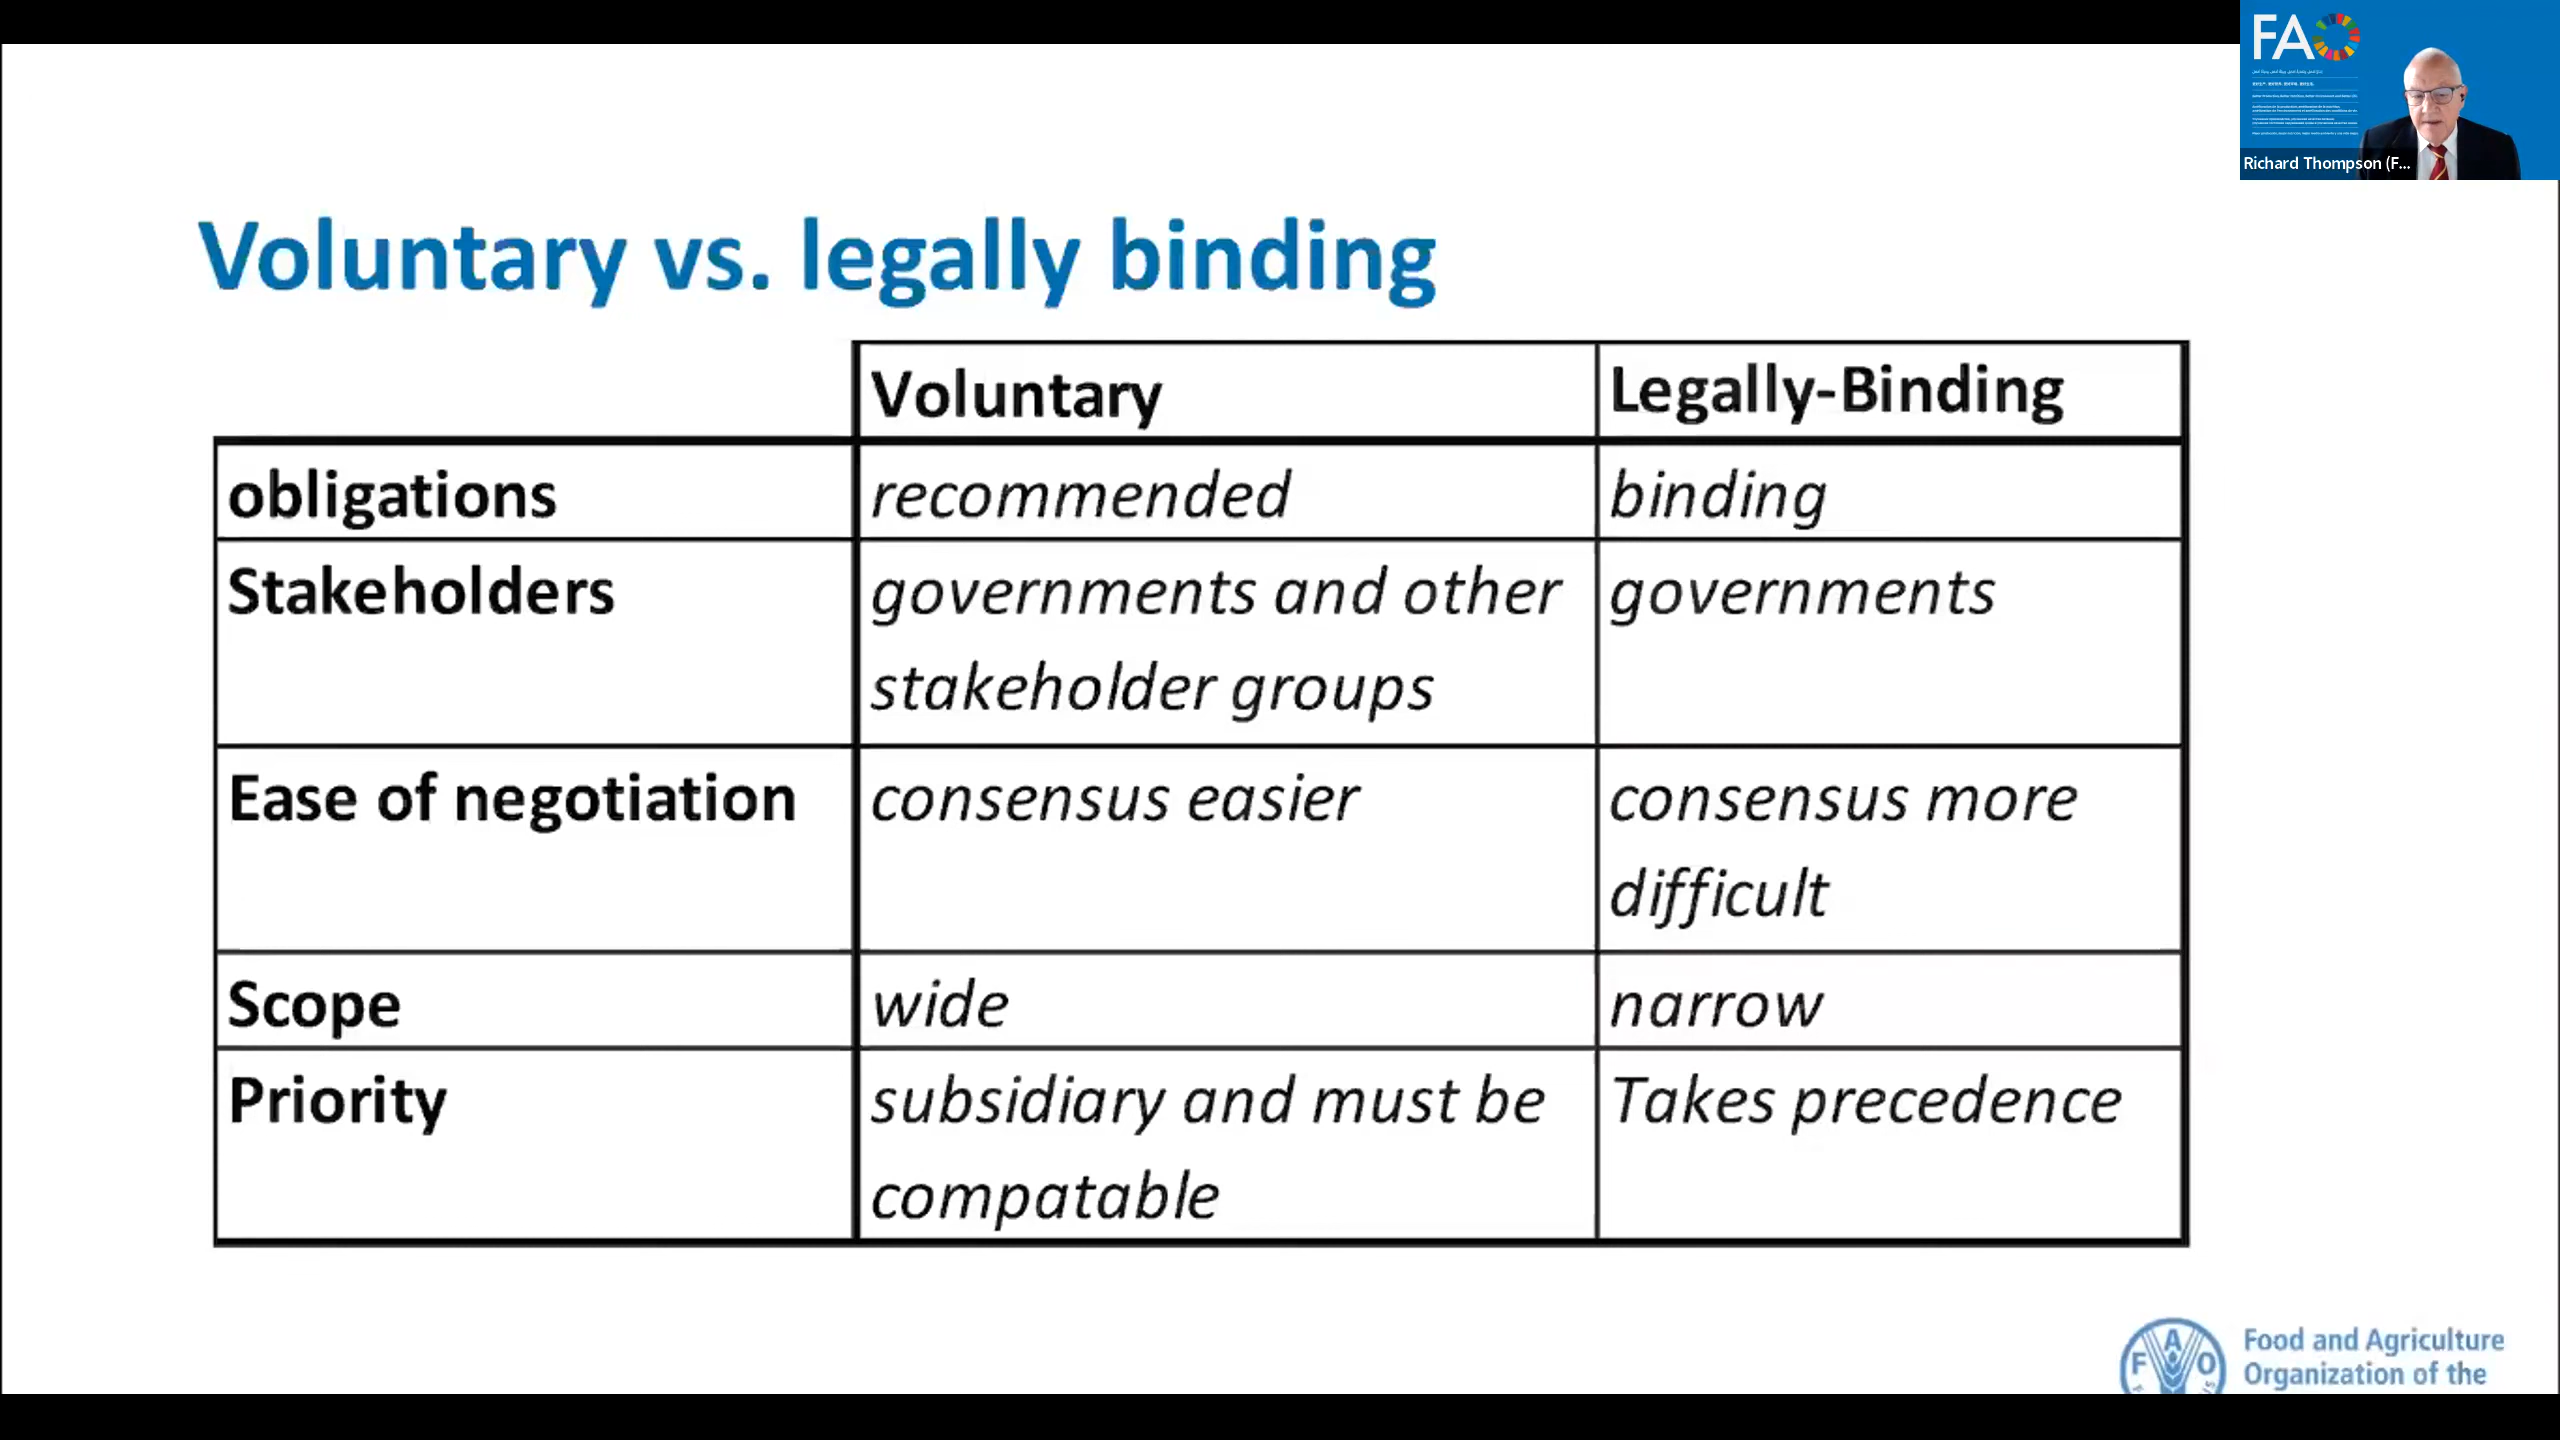 FAO
Richard Thompson (F...
Voluntary vs. legally binding
Voluntary
Legally-Binding
obligations
recommended
binding
Stakeholders
governments and other
stakeholder groups
governments
Ease of negotiation
consensus easier
consensus more
difficult
Scope
wide
narrow
Priority
subsidiary and must be
compatable
Takes precedence
FAO
Food and Agriculture
Organization of the